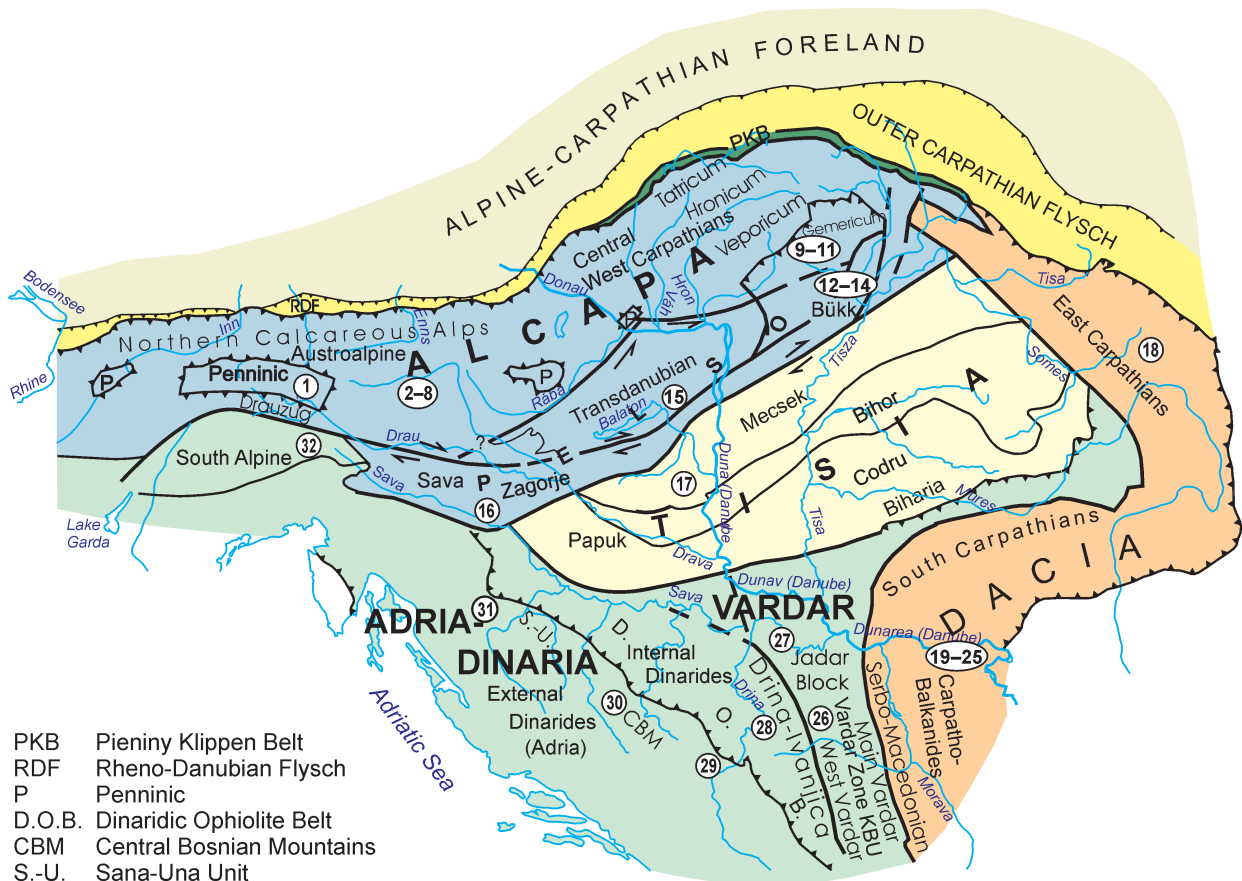 ALPINE-CARPATHIAN FORELAND
OUTER CARPATHIAN FLYSCH
PKB
Tatricum
Hronicum
Central
West Carpathians
Veporicum
Gemericum
9–11
12–14
Bükk
Bodensee
Rhine
RDF
Inn
Enns
Donau
Váh
Hron
Northern Calcareous Alps
Austroalpine
ALCAPA
P
Penninic
1
2–8
P
P
Rába
Drauzug
Transdanubian
Balaton
15
Tisza
Tisa
Someş
East Carpathians
18
South Alpine
32
Drau
?
PELSO
Sava
Zagorje
16
Sava
Lake
Garda
Mecsek
Bihor
TISIA
Codru
Biharia
17
Papuk
Drava
Duna (Danube)
Tisa
Mureş
South Carpathians
DACIA
Dunav (Danube)
Sava
VARDAR
ADRIA-
DINARIA
31
S.-U.
D.
Internal
Dinarides
27
Jadar
Block
Dunarea (Danube)
19–25
External
Dinarides
(Adria)
30
CBM
Drina
O.
28
26
29
B.
Drina-Ivanjica
West Vardar
Vardar Zone KBU
Main Vardar
Serbo-Macedonian
Carpatho-
Balkanides
Morava
Adriatic Sea
PKB Pieniny Klippen Belt
RDF Rheno-Danubian Flysch
P Penninic
D.O.B. Dinaridic Ophiolite Belt
CBM Central Bosnian Mountains
S.-U. Sana-Una Unit